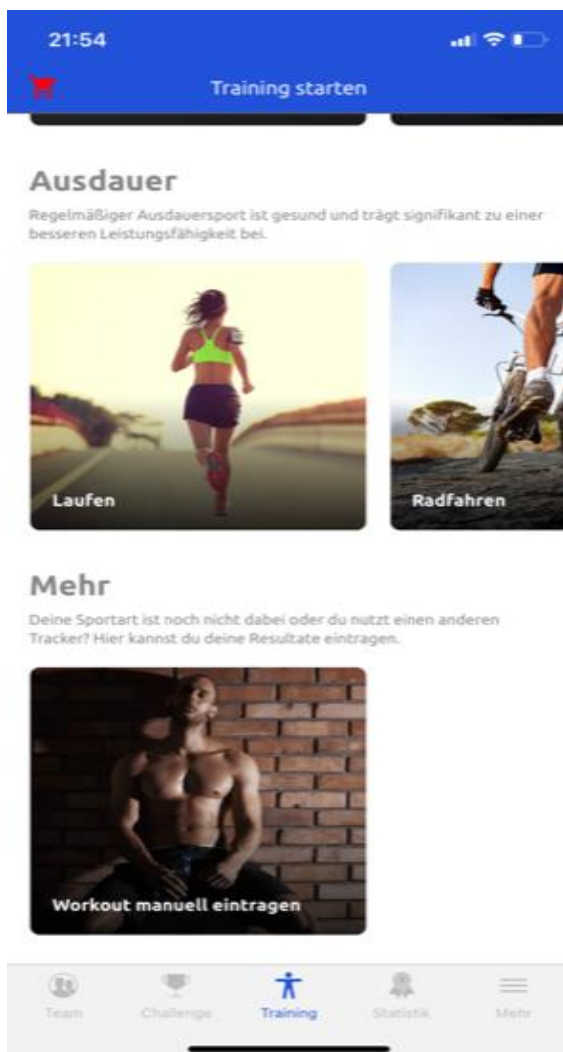 21:54
Training starten
Ausdauer
Regelmäßiger Ausdauersport ist gesund und trägt signifikant zu einer
besseren Leistungsfähigkeit bei.
Laufen
Radfahren
Mehr
Deine Sportart ist noch nicht dabei oder du nutzt einen anderen
Tracker? Hier kannst du deine Resultate eintragen.
Workout manuell eintragen
Team
Challenge
Training
Statistik
Mehr